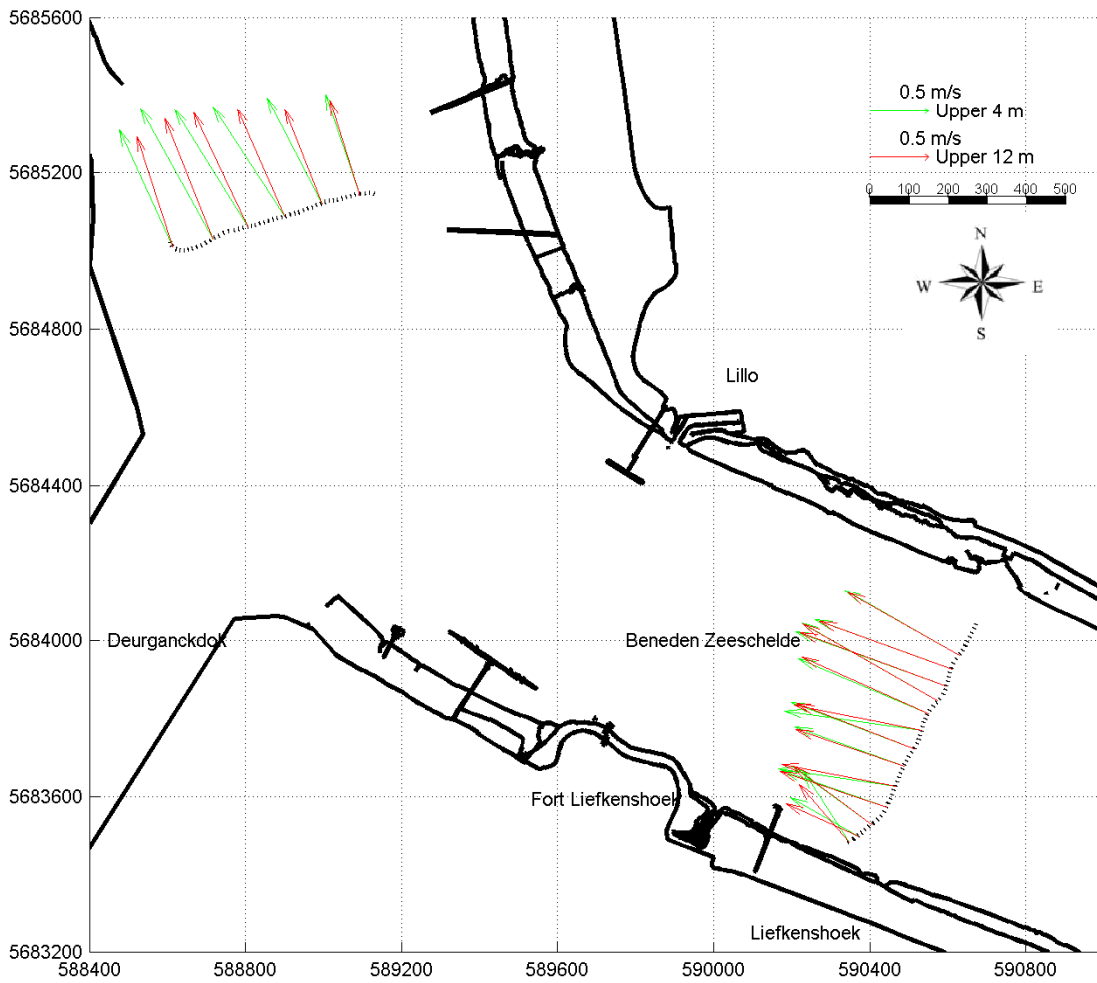 5685600
0.5 m/s
Upper 4 m
0.5 m/s
Upper 12 m
5685200
0 100 200 300 400 500
N
W E
S
5684800
Lillo
5684400
5684000
Deurganckdok
Beneden Zeeschelde
5683600
Fort Liefkenshoek
Liefkenshoek
5683200
588400 588800 589200 589600 590000 590400 590800